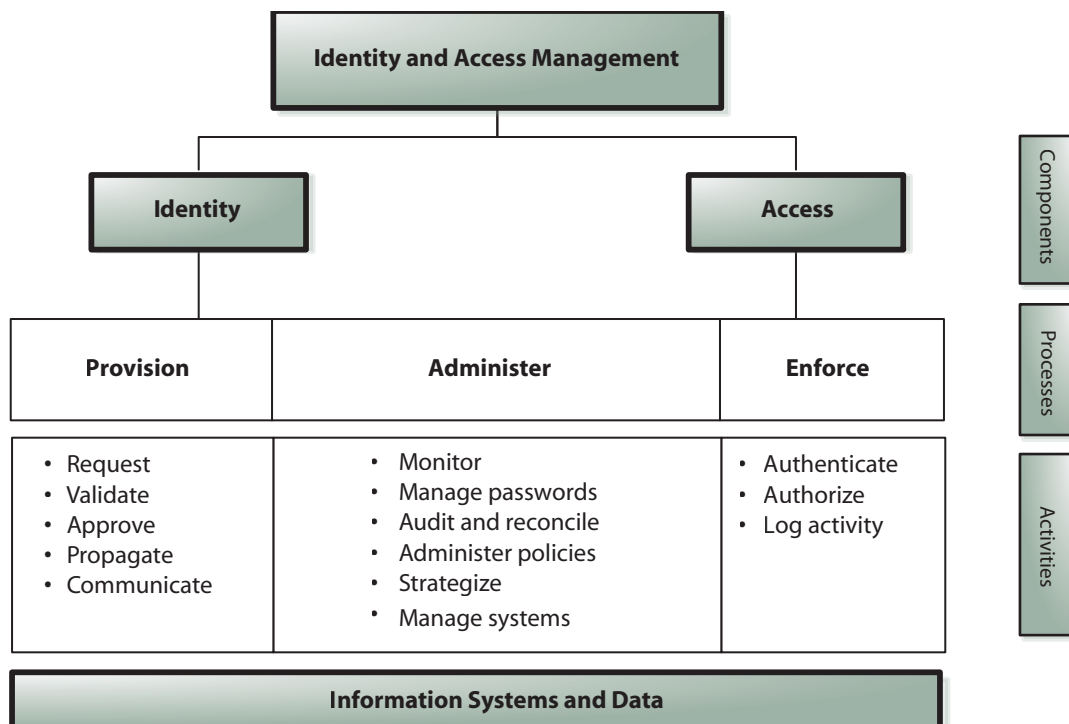 Identity and Access Management
Identity
Access
Components
Provision
Administer
Enforce
Processes
• Request
• Validate
• Approve
• Propagate
• Communicate
• Monitor
• Manage passwords
• Audit and reconcile
• Administer policies
• Strategize
• Manage systems
• Authenticate
• Authorize
• Log activity
Activities
Information Systems and Data